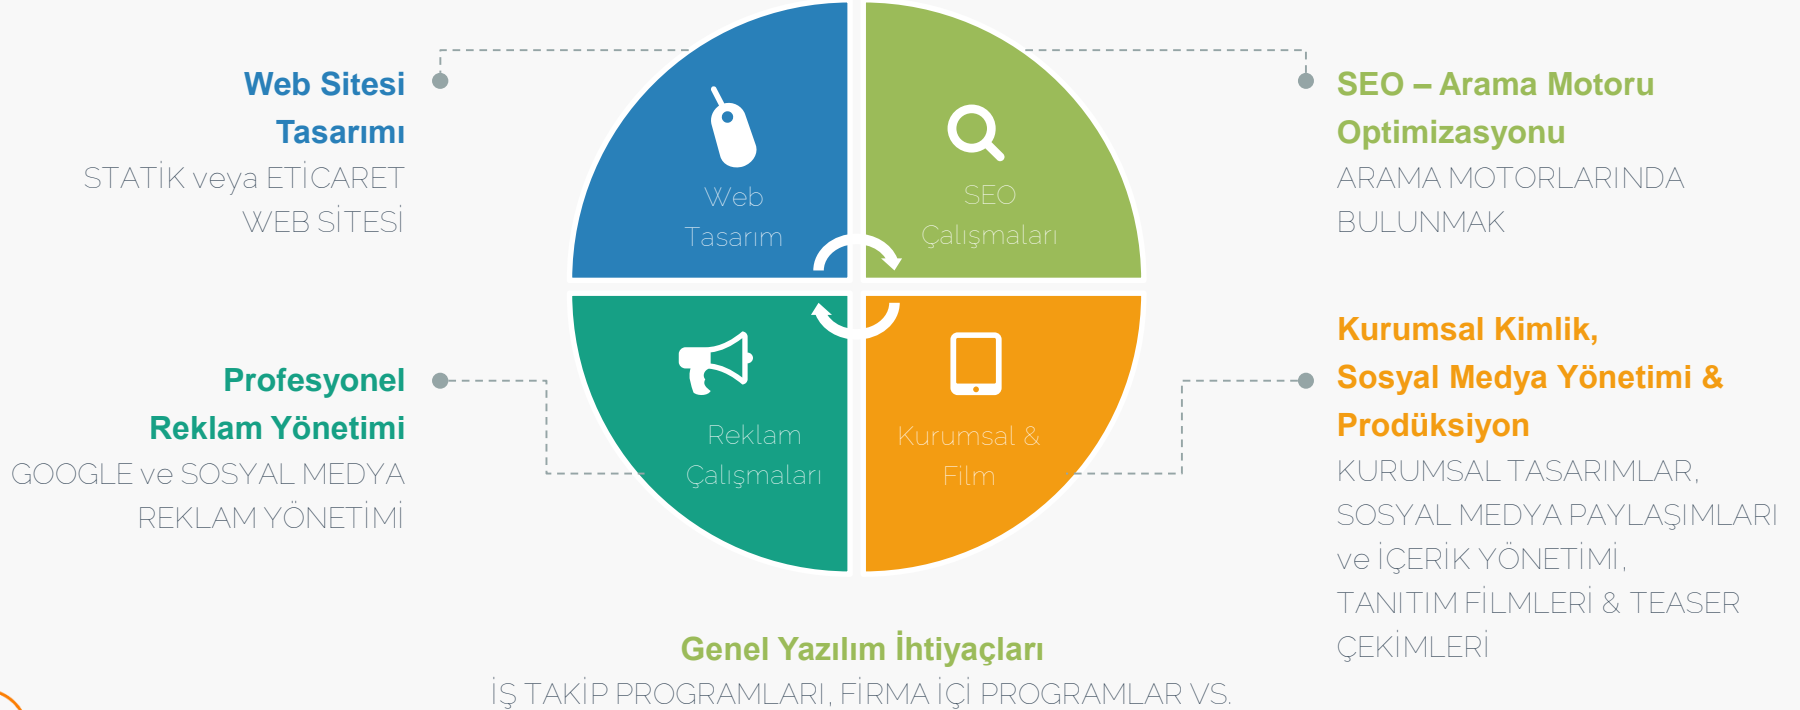 Web Sitesi
Tasarımı
STATİK veya ETİCARET
WEB SİTESİ
Profesyonel
Reklam Yönetimi
GOOGLE ve SOSYAL MEDYA
REKLAM YÖNETİMİ
Web
Tasarım
SEO
Çalışmaları
Reklam
Çalışmaları
Kurumsal &
Film
SEO – Arama Motoru
Optimizasyonu
ARAMA MOTORLARINDA
BULUNMAK
Kurumsal Kimlik,
Sosyal Medya Yönetimi &
Prodüksiyon
KURUMSAL TASARIMLAR,
SOSYAL MEDYA PAYLAŞIMLARI
ve İÇERİK YÖNETİMİ,
TANITIM FİLMLERİ & TEASER
ÇEKİMLERİ
Genel Yazılım İhtiyaçları
İŞ TAKİP PROGRAMLARI, FİRMA İÇİ PROGRAMLAR VS.